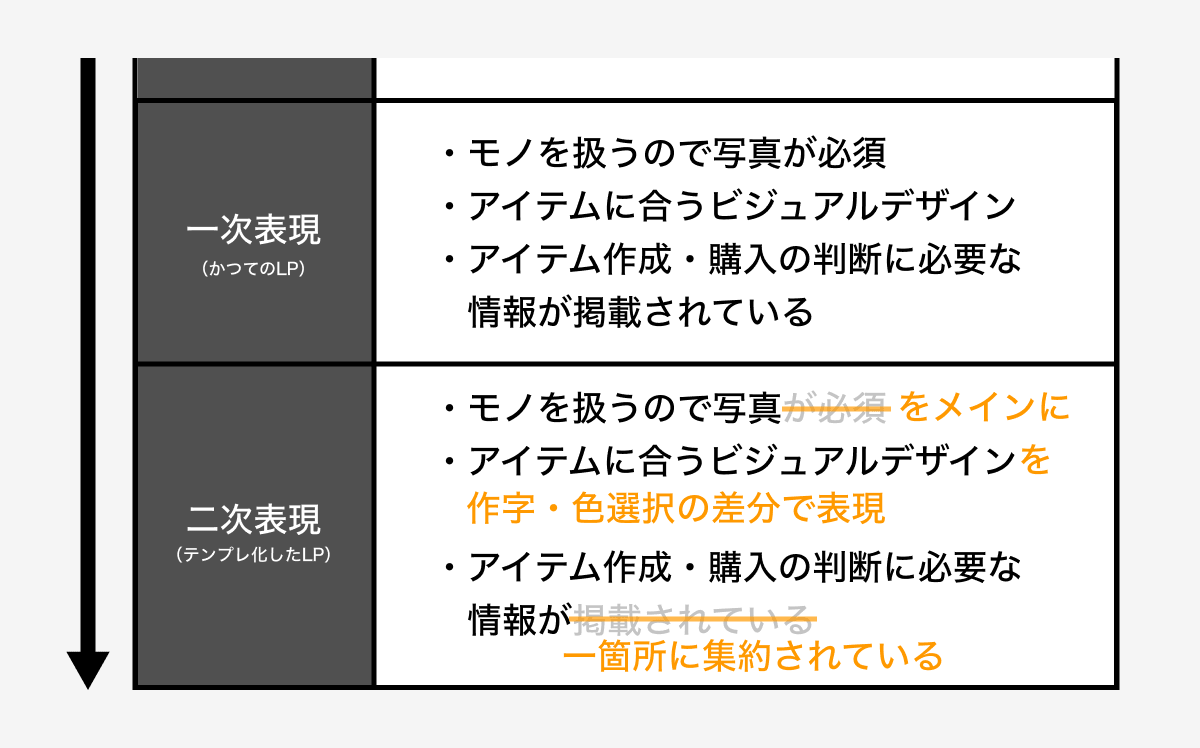 一次表現
（かつてのLP）
・モノを扱うので写真が必須
・アイテムに合うビジュアルデザイン
・アイテム作成・購入の判断に必要な
情報が掲載されている
二次表現
（テンプレ化したLP）
・モノを扱うので写真が必須 をメインに
・アイテムに合うビジュアルデザインを
作字・色選択の差分で表現
・アイテム作成・購入の判断に必要な
情報が掲載されている
一箇所に集約されている